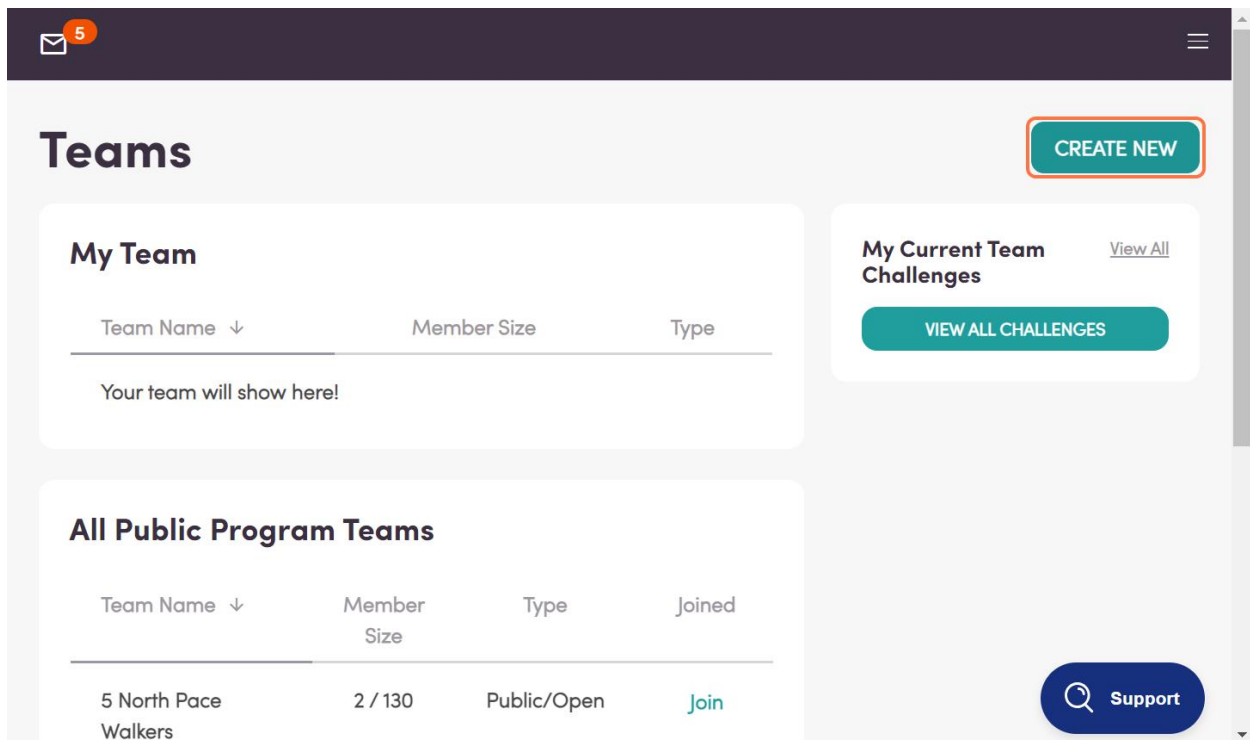 5
Teams
CREATE NEW
My Team
Team Name ↓ Member Size Type
Your team will show here!
My Current Team View All
Challenges
VIEW ALL CHALLENGES
All Public Program Teams
Team Name ↓ Member Type Joined
Size
5 North Pace 2 / 130 Public/Open Join
Walkers
Support